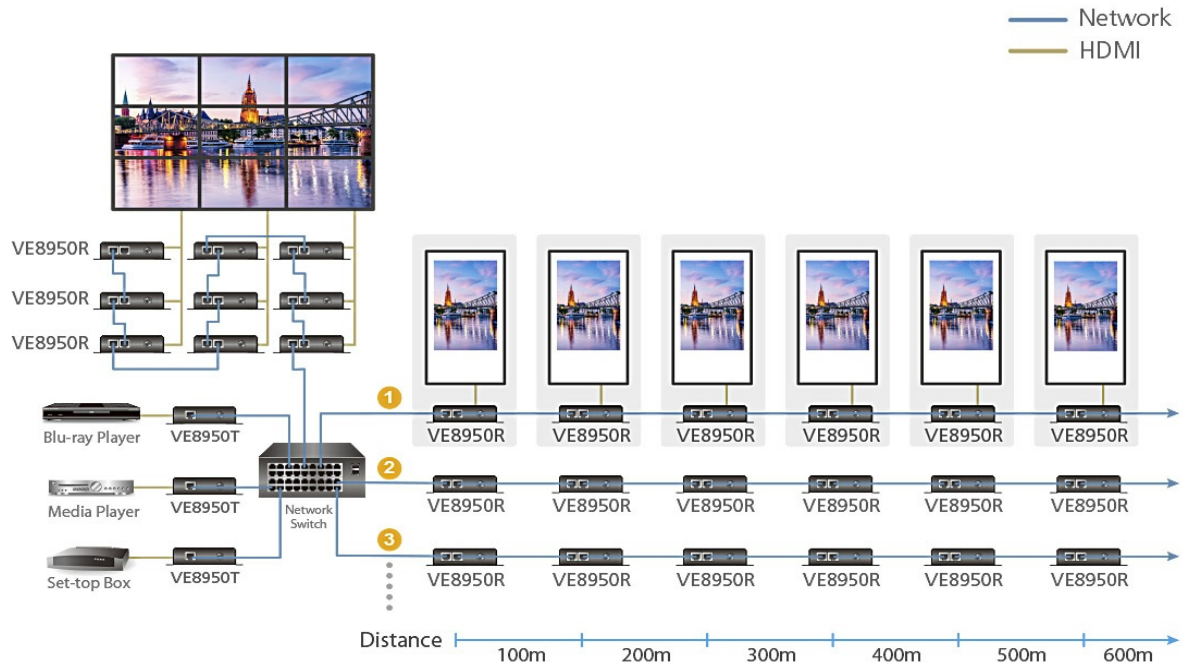 Network
HDMI
VE8950R
VE8950R
VE8950R
Blu-ray Player
VE8950T
Media Player
VE8950T
Set-top Box
VE8950T
Network
Switch
1
VE8950R VE8950R VE8950R VE8950R VE8950R VE8950R
2
VE8950R VE8950R VE8950R VE8950R VE8950R VE8950R
3
VE8950R VE8950R VE8950R VE8950R VE8950R VE8950R
Distance
100m 200m 300m 400m 500m 600m